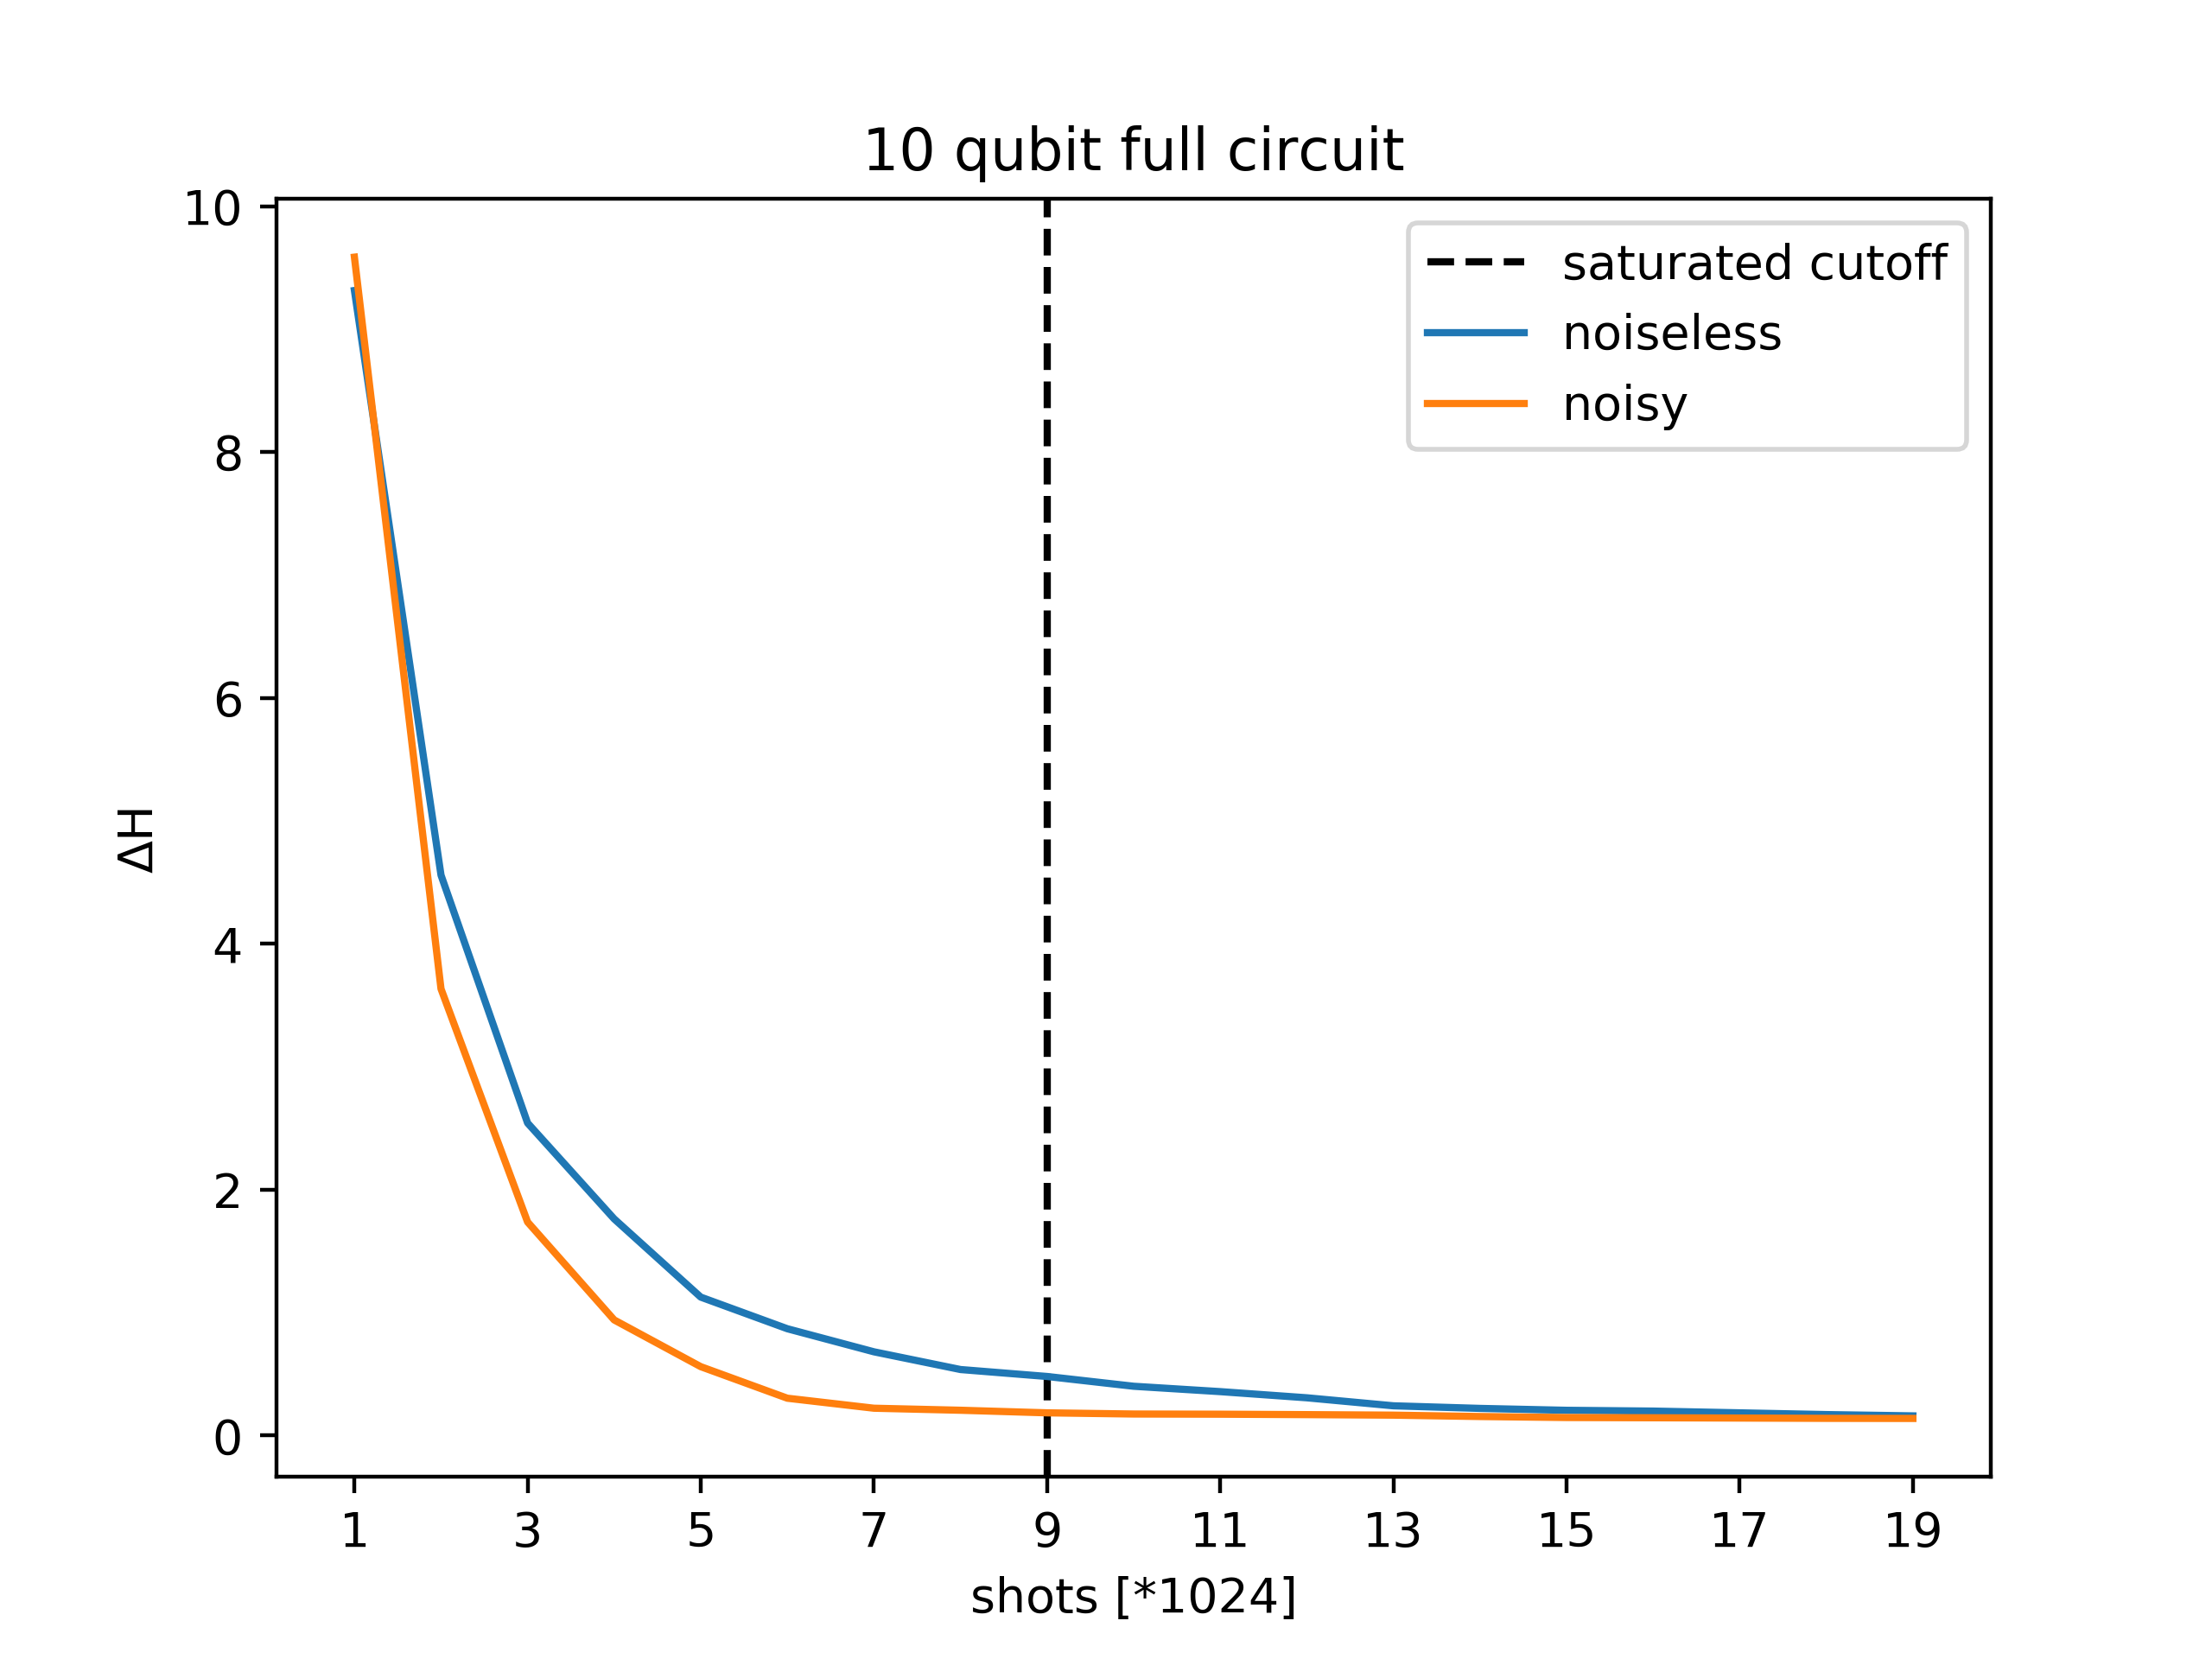 10 qubit full circuit
10
8
6
4
2
0
ΔH
saturated cutoff
noiseless
noisy
1 3 5 7 9 11 13 15 17 19
shots [*1024]